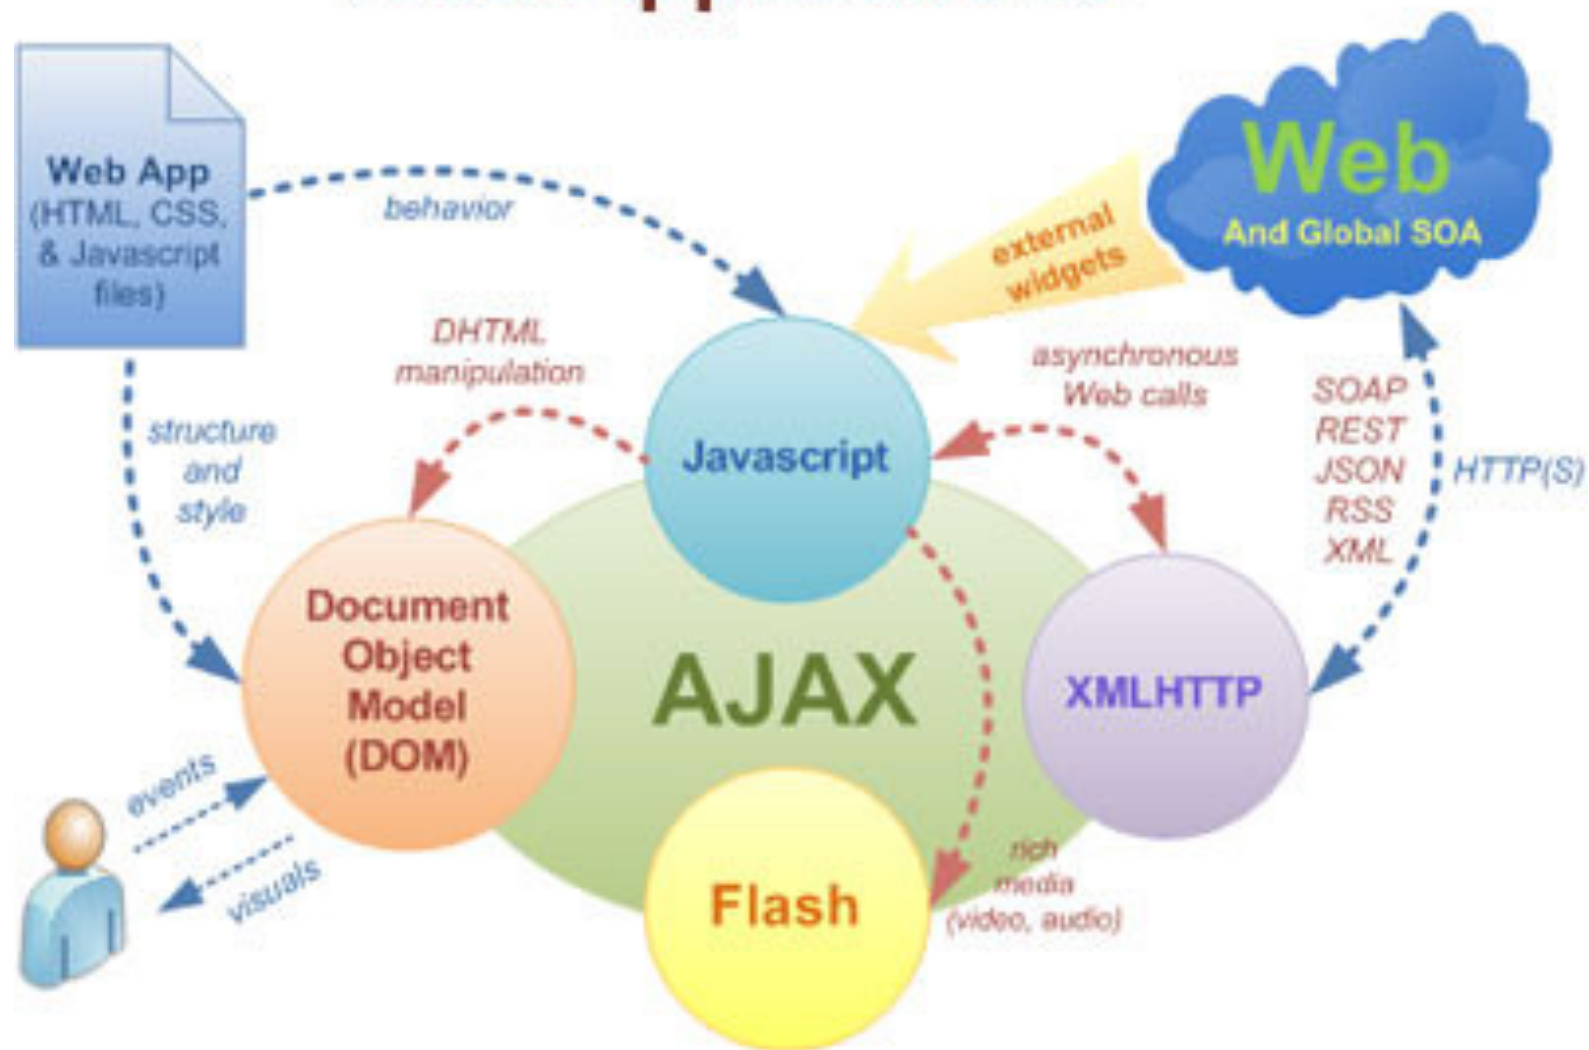 Web App
(HTML, CSS,
& Javascript
files)
behavior
Web
And Global SOA
external
widgets
DHTML
manipulation
asynchronous
Web calls
structure
and
style
Javascript
SOAP
REST
JSON
RSS
XML
HTTP(S)
Document
Object
Model
(DOM)
AJAX
XMLHTTP
events
visuals
Flash
rich
media
(video, audio)